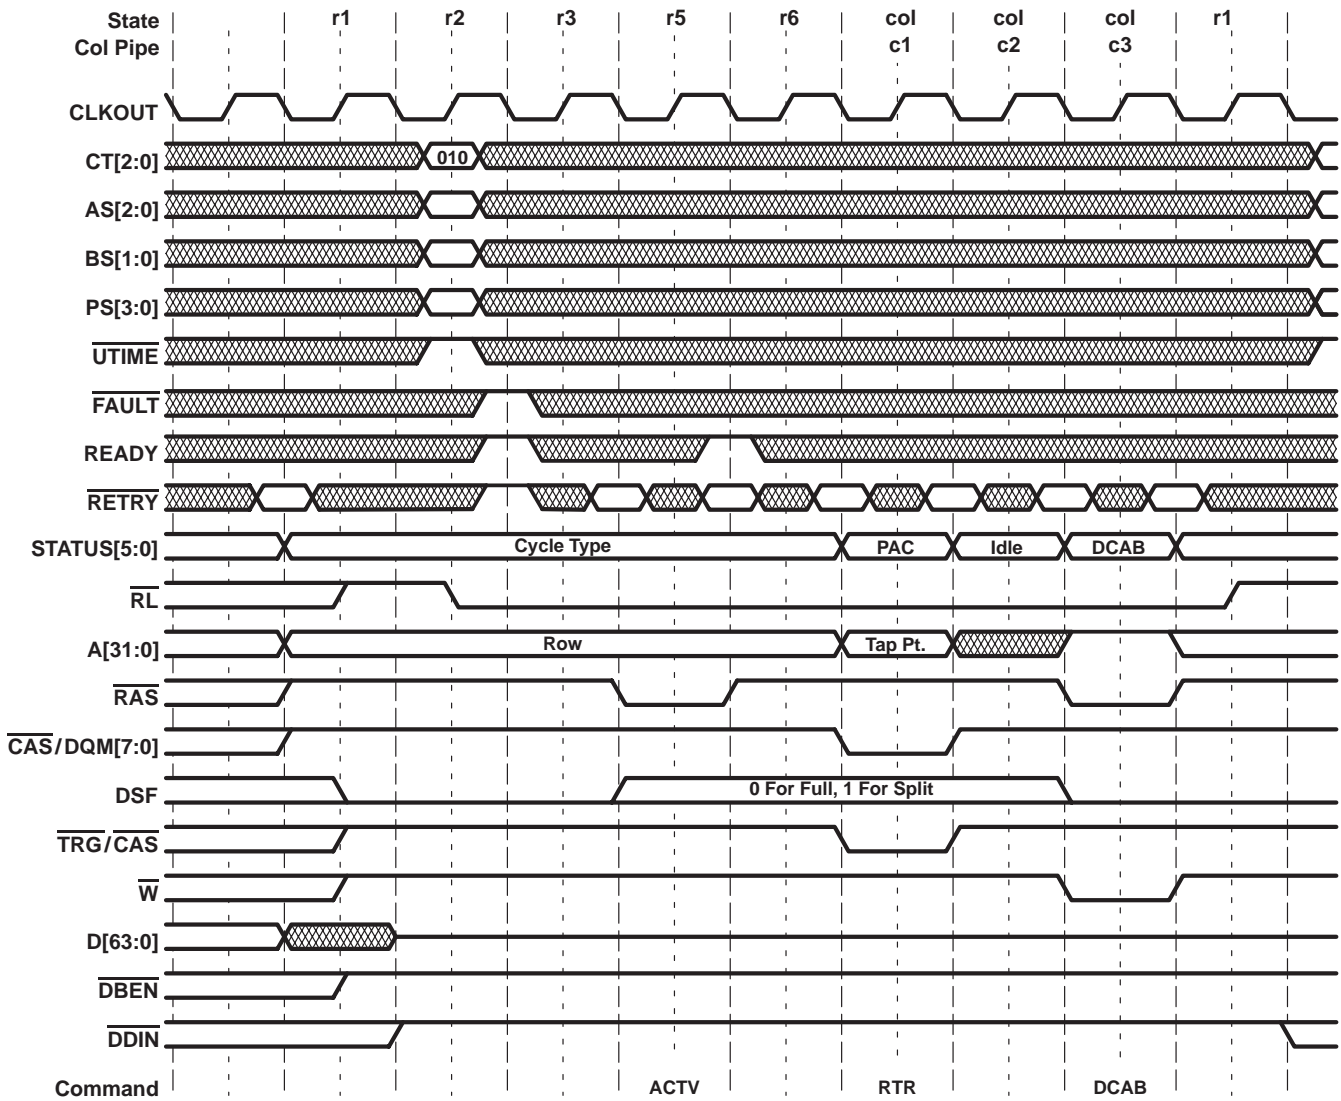 State r1 r2 r3 r5 r6 col col col r1
Col Pipe c1 c2 c3
CLKOUT
CT[2:0] 010
AS[2:0]
BS[1:0]
PS[3:0]
UTIME
FAULT
READY
RETRY
STATUS[5:0] Cycle Type PAC Idle DCAB
RL
A[31:0] Row Tap Pt.
RAS
CAS/DQM[7:0]
DSF 0 For Full, 1 For Split
TRG/CAS
W
D[63:0]
DBEN
DDIN
Command ACTV RTR DCAB